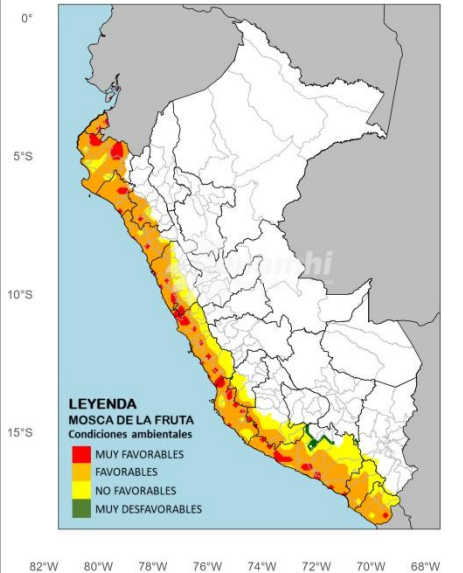 0°
5°S
10°S
15°S
LEYENDA
MOSCA DE LA FRUTA
Condiciones ambientales
MUY FAVORABLES
FAVORABLES
NO FAVORABLES
MUY DESFAVORABLES
82°W 80°W 78°W 76°W 74°W 72°W 70°W 68°W